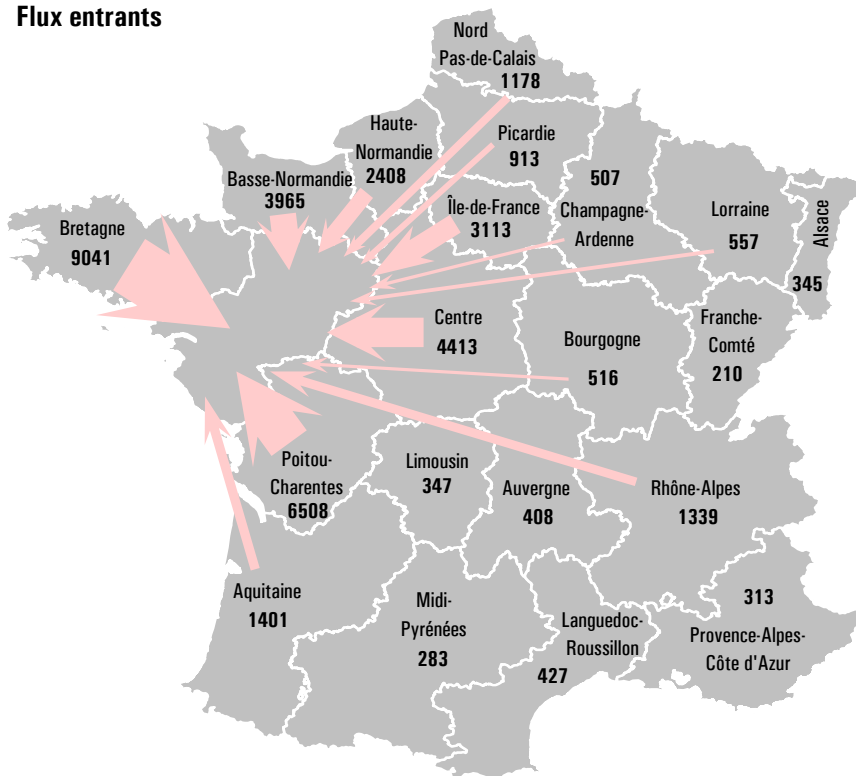 Flux entrants
Nord
Pas-de-Calais
1178
Haute-
Normandie
2408
Picardie
913
Basse-Normandie
3965
Île-de-France
3113
507
Champagne-
Ardenne
Lorraine
557
Alsace
345
Bretagne
9041
Centre
4413
Bourgogne
516
Franche-
Comté
210
Poitou-
Charentes
6508
Limousin
347
Auvergne
408
Rhône-Alpes
1339
Aquitaine
1401
Midi-
Pyrénées
283
Languedoc-
Roussillon
427
313
Provence-Alpes-
Côte d'Azur